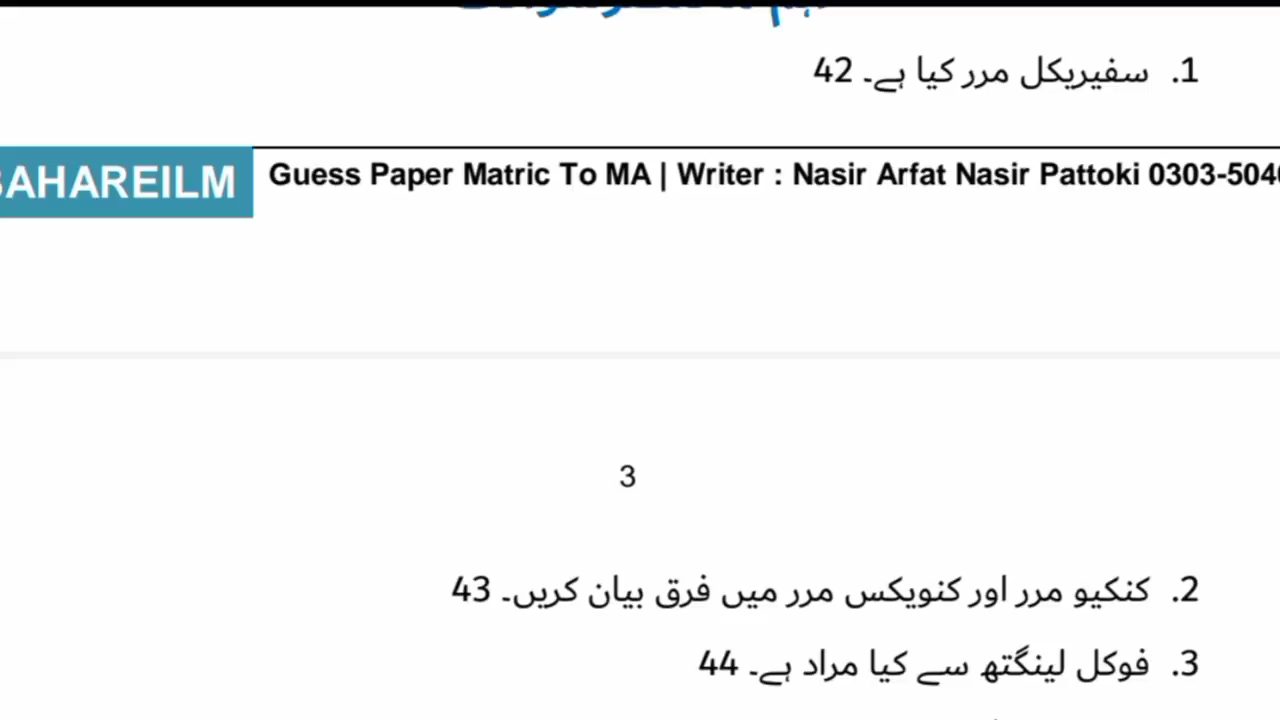 1. سفیریکل مرر کیا ہے۔ 42
BAHAREILM
Guess Paper Matric To MA | Writer : Nasir Arfat Nasir Pattoki 0303-504
3
2. کنکیو مرر اور کنویکس مرر میں فرق بیان کریں۔ 43
3. فوکل لینگتھ سے کیا مراد ہے۔ 44